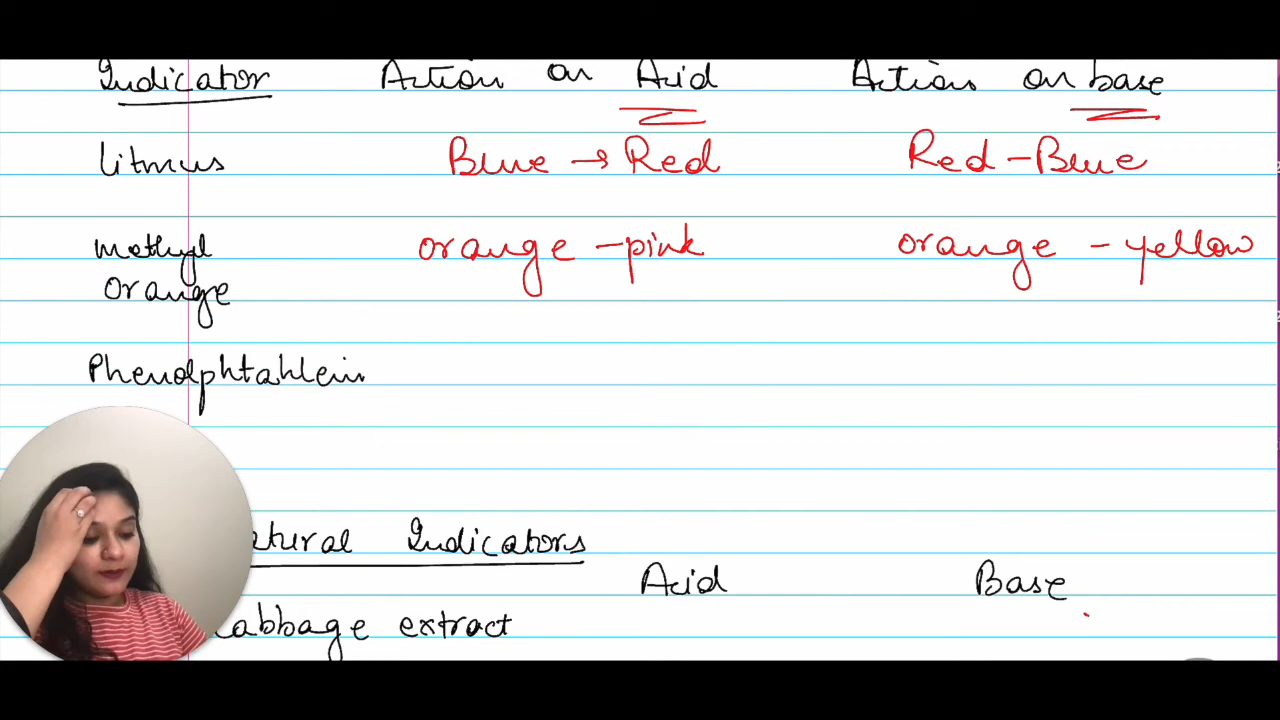 Indicator Action on Acid Action on base
Litmus Blue → Red Red - Blue
Methyl orange - pink orange - yellow
Orange
Phenolphtahlein
atural Indicators
Acid Base
cabbage extract